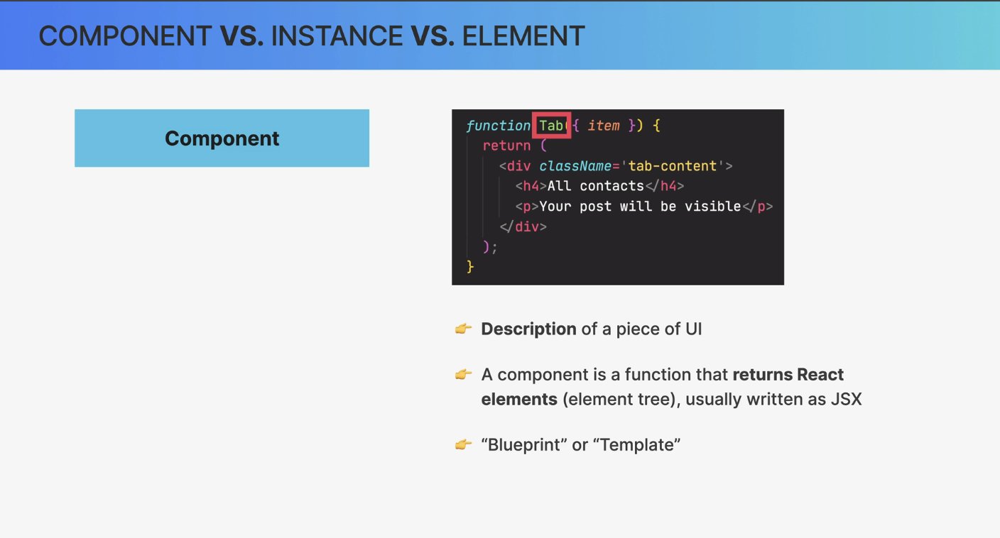 COMPONENT VS. INSTANCE VS. ELEMENT
Component
function Tab({ item }) {
return (
<div className='tab-content'>
<h4>All contacts</h4>
<p>Your post will be visible</p>
</div>
);
}
👉 Description of a piece of UI
👉 A component is a function that returns React
elements (element tree), usually written as JSX
👉 “Blueprint” or “Template”